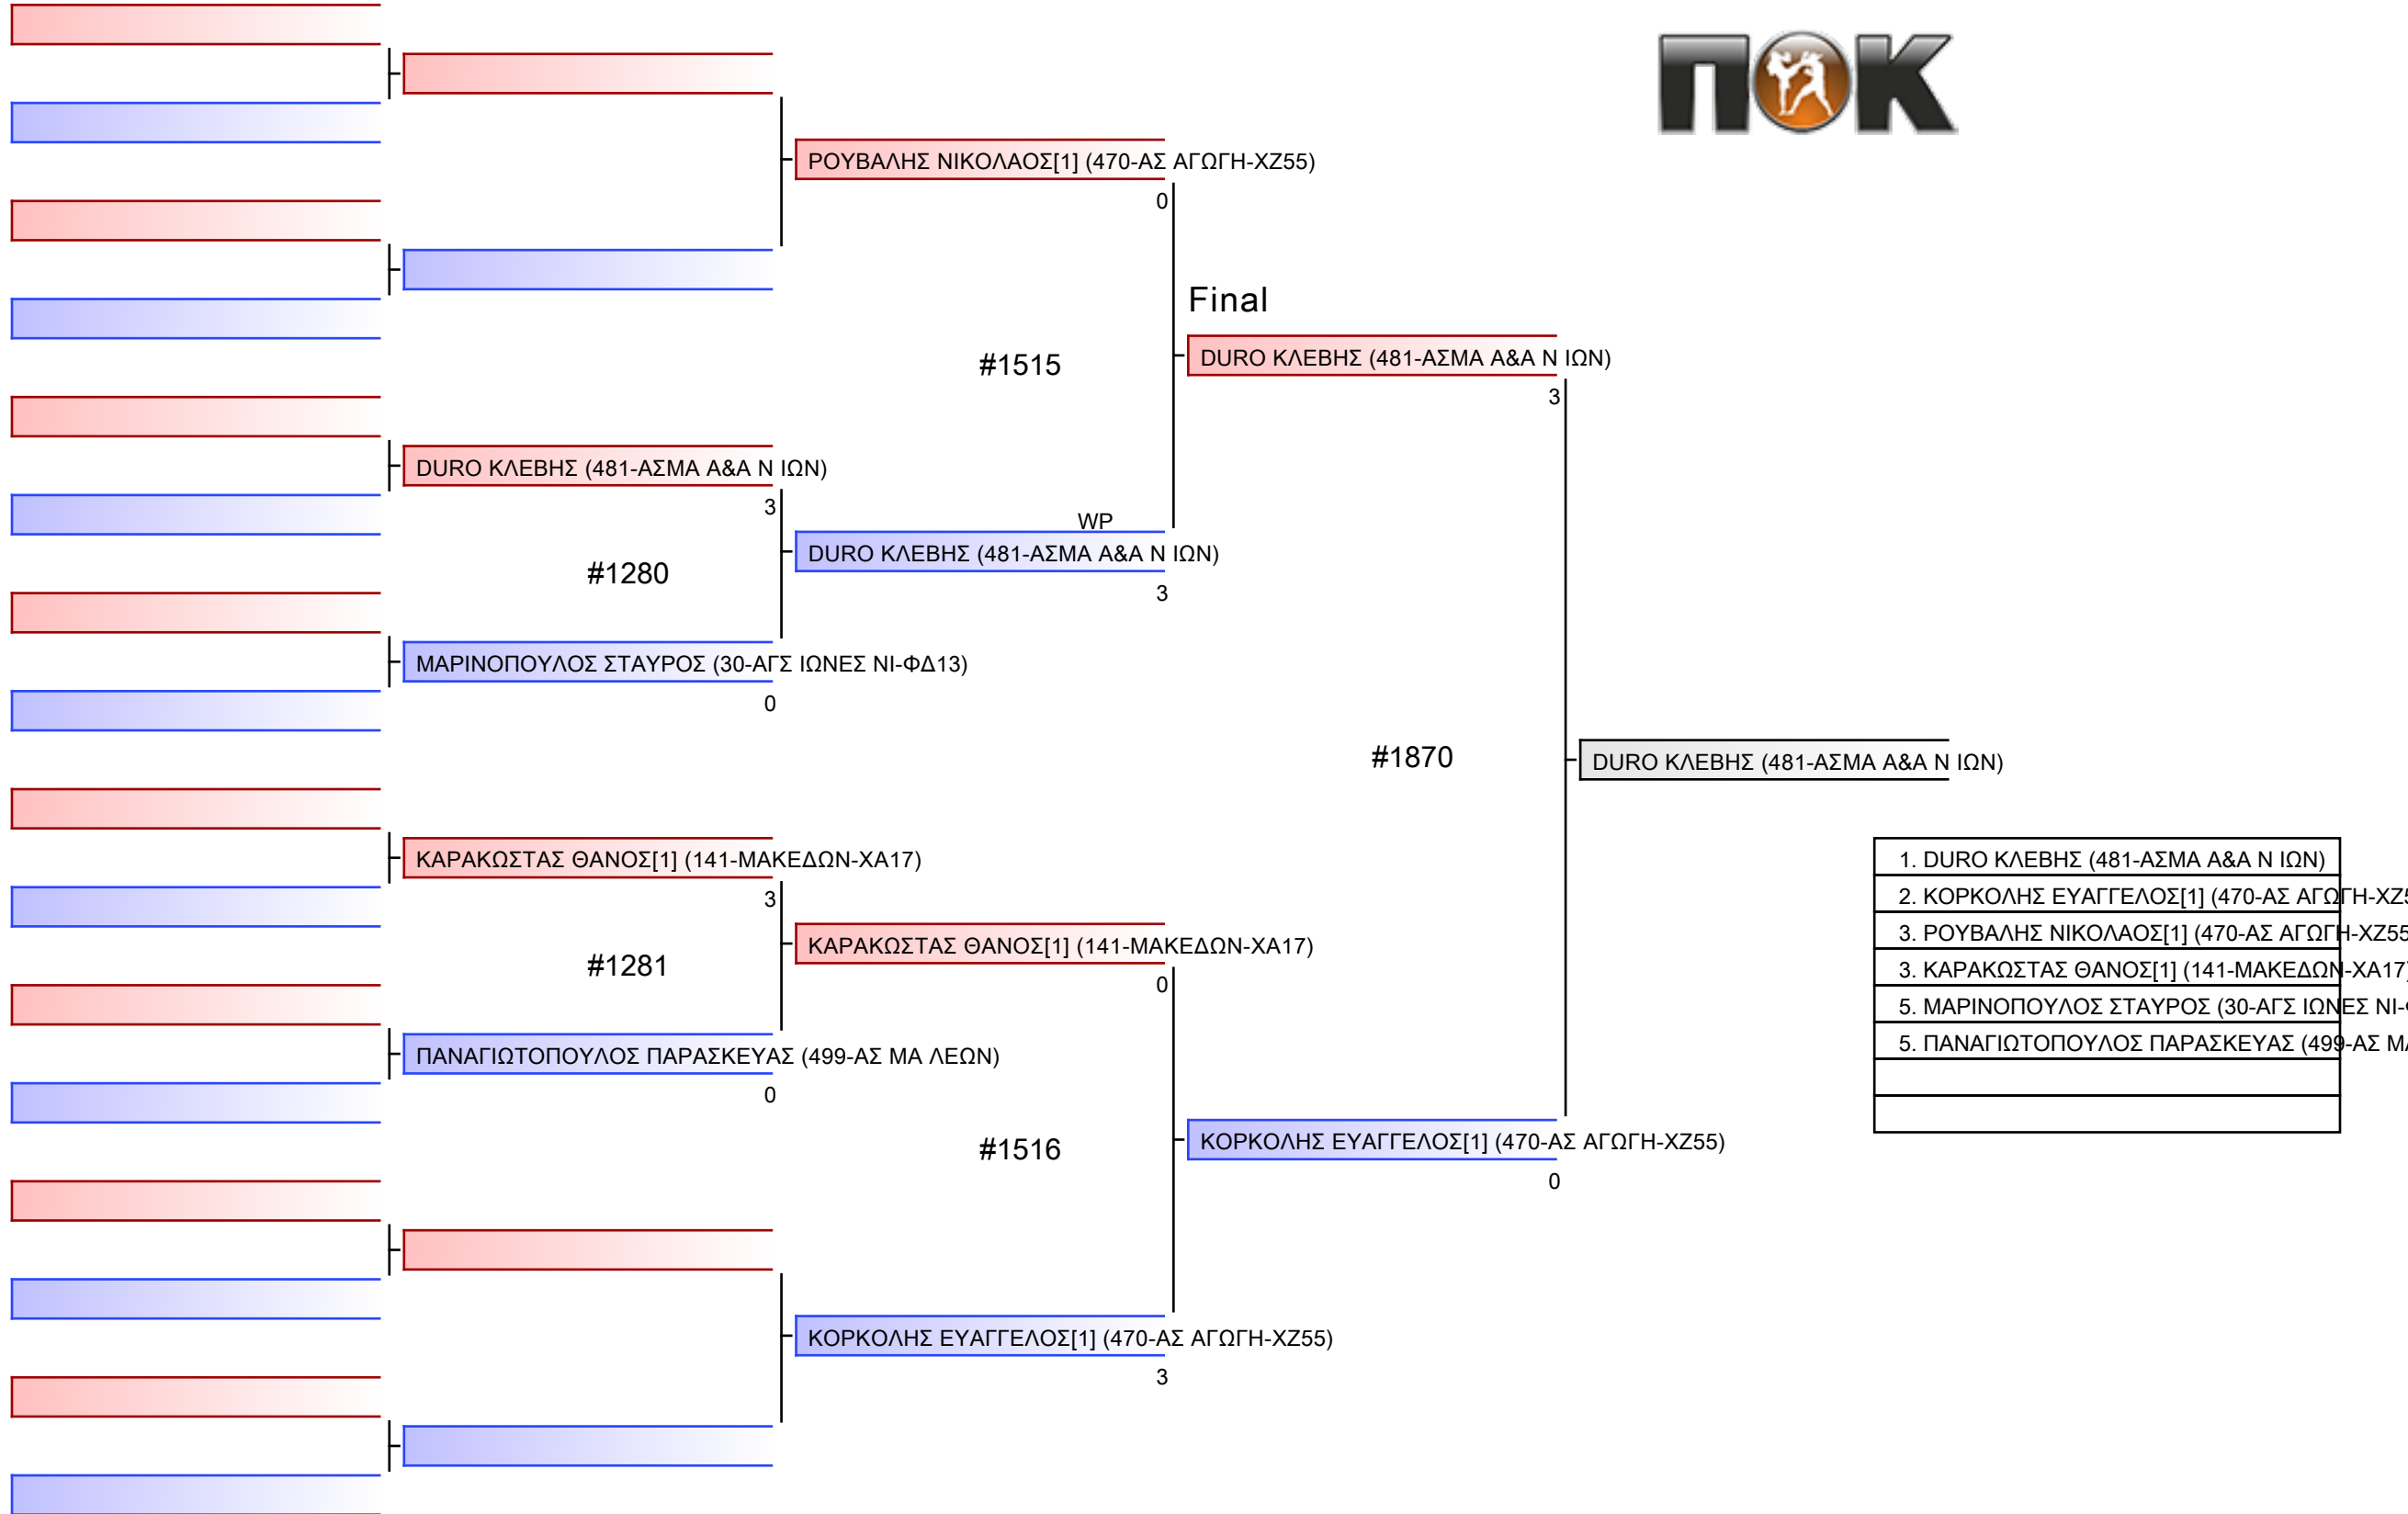 ΠΟΚ
ΡΟΥΒΑΛΗΣ ΝΙΚΟΛΑΟΣ[1] (470-ΑΣ ΑΓΩΓΗ-ΧΖ55)
0
Final
DURO ΚΛΕΒΗΣ (481-ΑΣΜΑ Α&Α Ν ΙΩΝ)
3
#1515
DURO ΚΛΕΒΗΣ (481-ΑΣΜΑ Α&Α Ν ΙΩΝ)
3
WP
DURO ΚΛΕΒΗΣ (481-ΑΣΜΑ Α&Α Ν ΙΩΝ)
3
#1280
ΜΑΡΙΝΟΠΟΥΛΟΣ ΣΤΑΥΡΟΣ (30-ΑΓΣ ΙΩΝΕΣ ΝΙ-ΦΔ13)
0
#1870
DURO ΚΛΕΒΗΣ (481-ΑΣΜΑ Α&Α Ν ΙΩΝ)
ΚΑΡΑΚΩΣΤΑΣ ΘΑΝΟΣ[1] (141-ΜΑΚΕΔΩΝ-ΧΑ17)
3
ΚΑΡΑΚΩΣΤΑΣ ΘΑΝΟΣ[1] (141-ΜΑΚΕΔΩΝ-ΧΑ17)
0
#1281
ΠΑΝΑΓΙΩΤΟΠΟΥΛΟΣ ΠΑΡΑΣΚΕΥΑΣ (499-ΑΣ ΜΑ ΛΕΩΝ)
0
#1516
ΚΟΡΚΟΛΗΣ ΕΥΑΓΓΕΛΟΣ[1] (470-ΑΣ ΑΓΩΓΗ-ΧΖ55)
0
ΚΟΡΚΟΛΗΣ ΕΥΑΓΓΕΛΟΣ[1] (470-ΑΣ ΑΓΩΓΗ-ΧΖ55)
3
1. DURO ΚΛΕΒΗΣ (481-ΑΣΜΑ Α&Α Ν ΙΩΝ)
2. ΚΟΡΚΟΛΗΣ ΕΥΑΓΓΕΛΟΣ[1] (470-ΑΣ ΑΓΩΓΗ-ΧΖ5
3. ΡΟΥΒΑΛΗΣ ΝΙΚΟΛΑΟΣ[1] (470-ΑΣ ΑΓΩΓΗ-ΧΖ55
3. ΚΑΡΑΚΩΣΤΑΣ ΘΑΝΟΣ[1] (141-ΜΑΚΕΔΩΝ-ΧΑ17)
5. ΜΑΡΙΝΟΠΟΥΛΟΣ ΣΤΑΥΡΟΣ (30-ΑΓΣ ΙΩΝΕΣ ΝΙ-
5. ΠΑΝΑΓΙΩΤΟΠΟΥΛΟΣ ΠΑΡΑΣΚΕΥΑΣ (499-ΑΣ ΜΑ